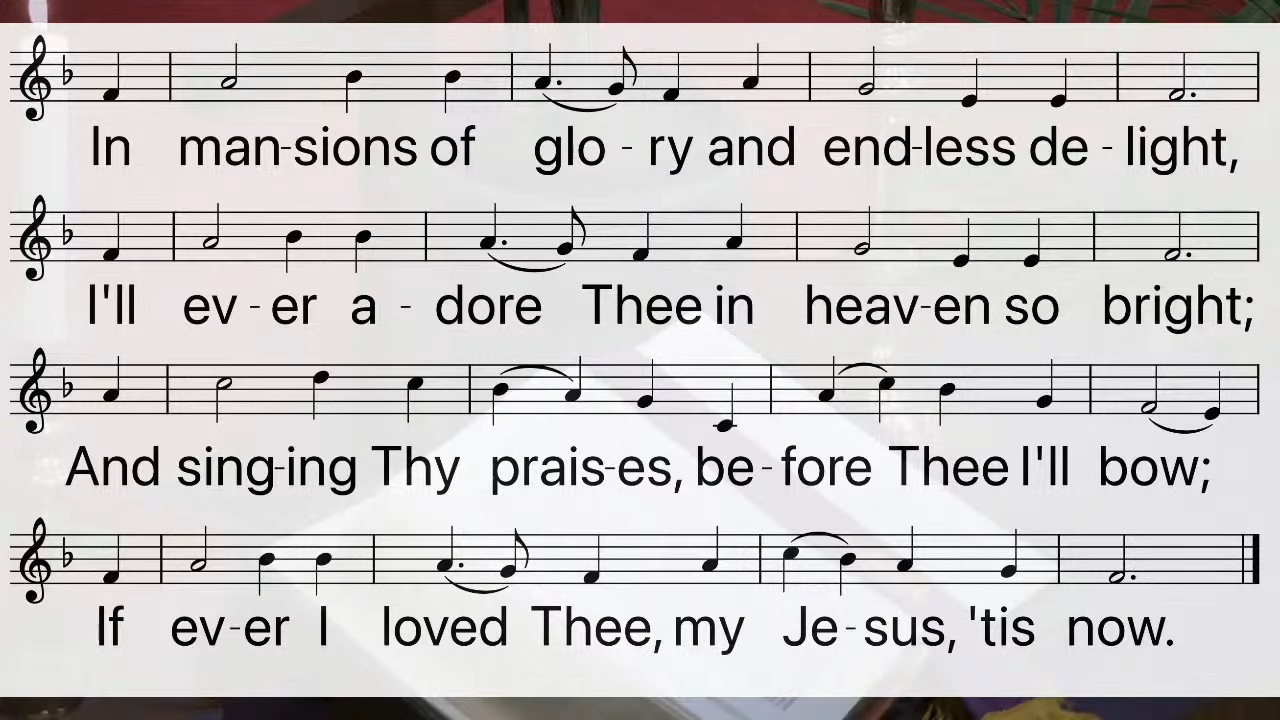 In man-sions of glo - ry and end-less de - light,
I'll ev - er a - dore Thee in heav-en so bright;
And sing-ing Thy prais-es, be-fore Thee I'll bow;
If ev-er I loved Thee, my Je-sus, 'tis now.